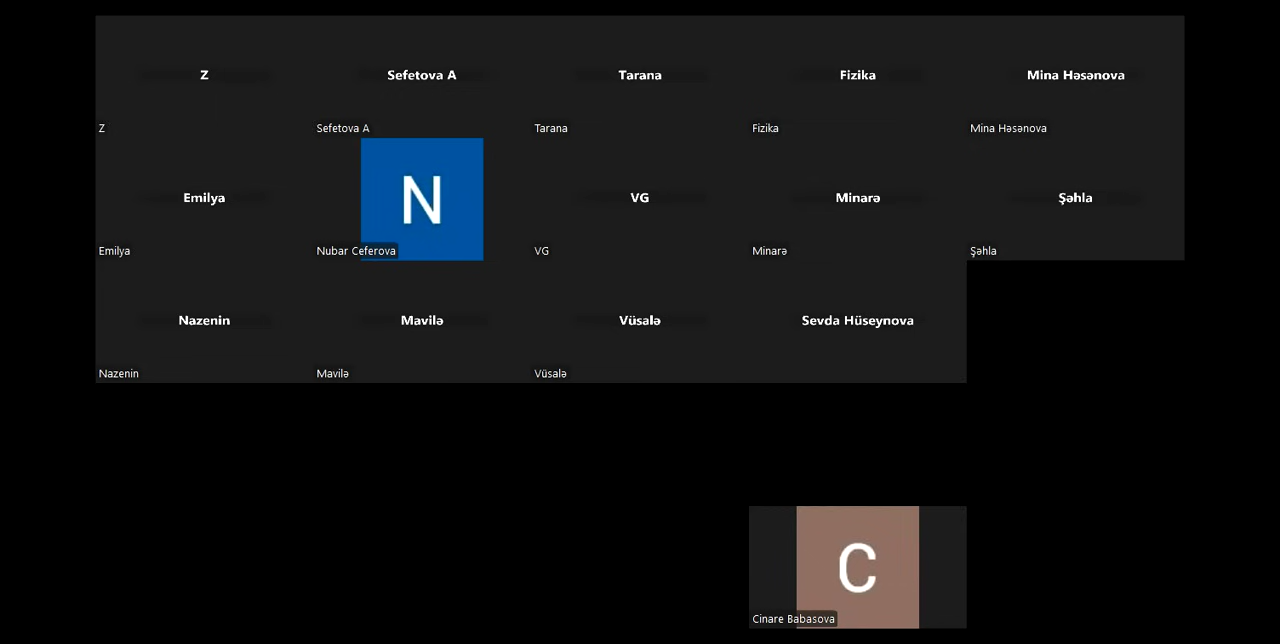 Z
Sefetova A
Tarana
Fizika
Mina Həsənova
Z
Sefetova A
Tarana
Fizika
Mina Həsənova
Emilya
N
VG
Minarə
Şəhla
Emilya
Nubar Ceferova
VG
Minarə
Şəhla
Nazenin
Mavilə
Vüsalə
Sevda Hüseynova
Nazenin
Mavilə
Vüsalə
C
Cinare Babasova